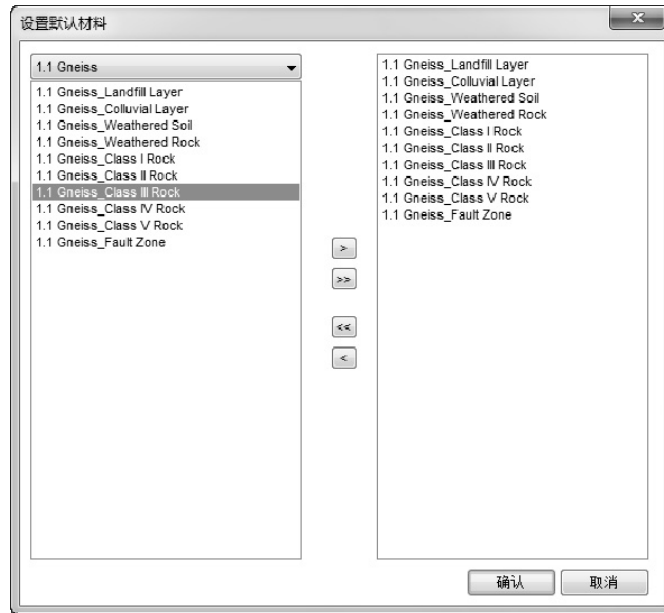 设置默认材料
x
1.1 Gneiss
1.1 Gneiss_Landfill Layer
1.1 Gneiss_Colluvial Layer
1.1 Gneiss_Weathered Soil
1.1 Gneiss_Weathered Rock
1.1 Gneiss_Class I Rock
1.1 Gneiss_Class II Rock
1.1 Gneiss_Class III Rock
1.1 Gneiss_Class IV Rock
1.1 Gneiss_Class V Rock
1.1 Gneiss_Fault Zone
>
>>
<<
<
1.1 Gneiss_Landfill Layer
1.1 Gneiss_Colluvial Layer
1.1 Gneiss_Weathered Soil
1.1 Gneiss_Weathered Rock
1.1 Gneiss_Class I Rock
1.1 Gneiss_Class II Rock
1.1 Gneiss_Class III Rock
1.1 Gneiss_Class IV Rock
1.1 Gneiss_Class V Rock
1.1 Gneiss_Fault Zone
确认
取消